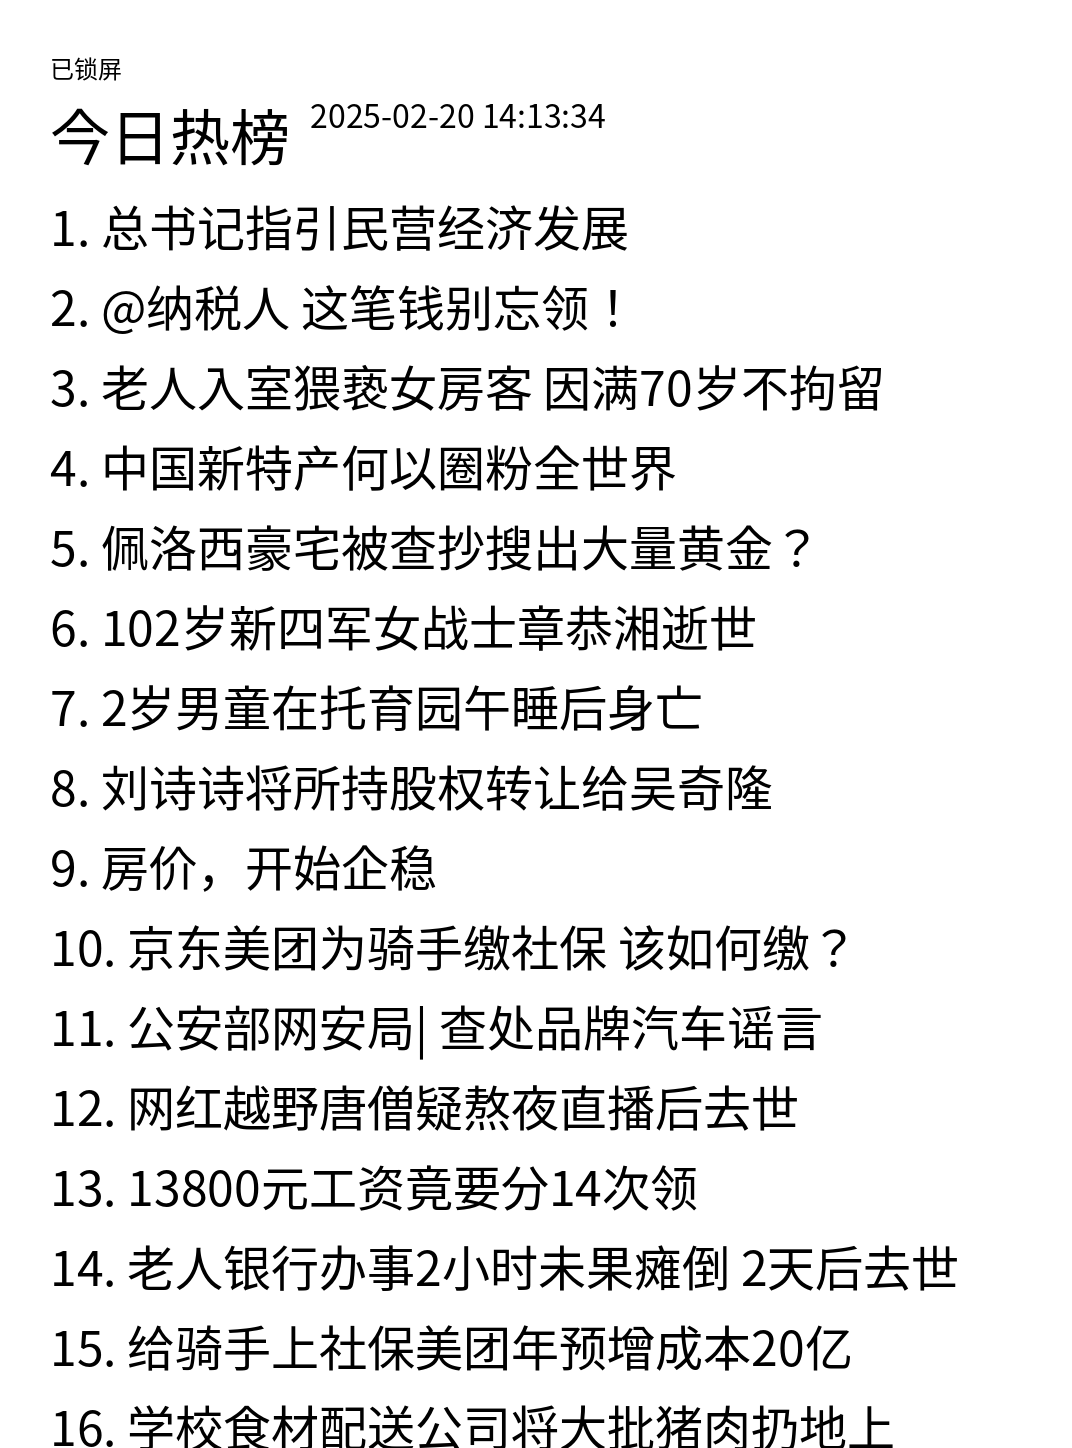 已锁屏
今日热榜 2025-02-20 14:13:34
1. 总书记指引民营经济发展
2. @纳税人 这笔钱别忘领！
3. 老人入室猥亵女房客 因满70岁不拘留
4. 中国新特产何以圈粉全世界
5. 佩洛西豪宅被查抄搜出大量黄金？
6. 102岁新四军女战士章恭湘逝世
7. 2岁男童在托育园午睡后身亡
8. 刘诗诗将所持股权转让给吴奇隆
9. 房价，开始企稳
10. 京东美团为骑手缴社保 该如何缴？
11. 公安部网安局| 查处品牌汽车谣言
12. 网红越野唐僧疑熬夜直播后去世
13. 13800元工资竟要分14次领
14. 老人银行办事2小时未果瘫倒 2天后去世
15. 给骑手上社保美团年预增成本20亿
16. 学校食材配送公司将大批猪肉扔地上